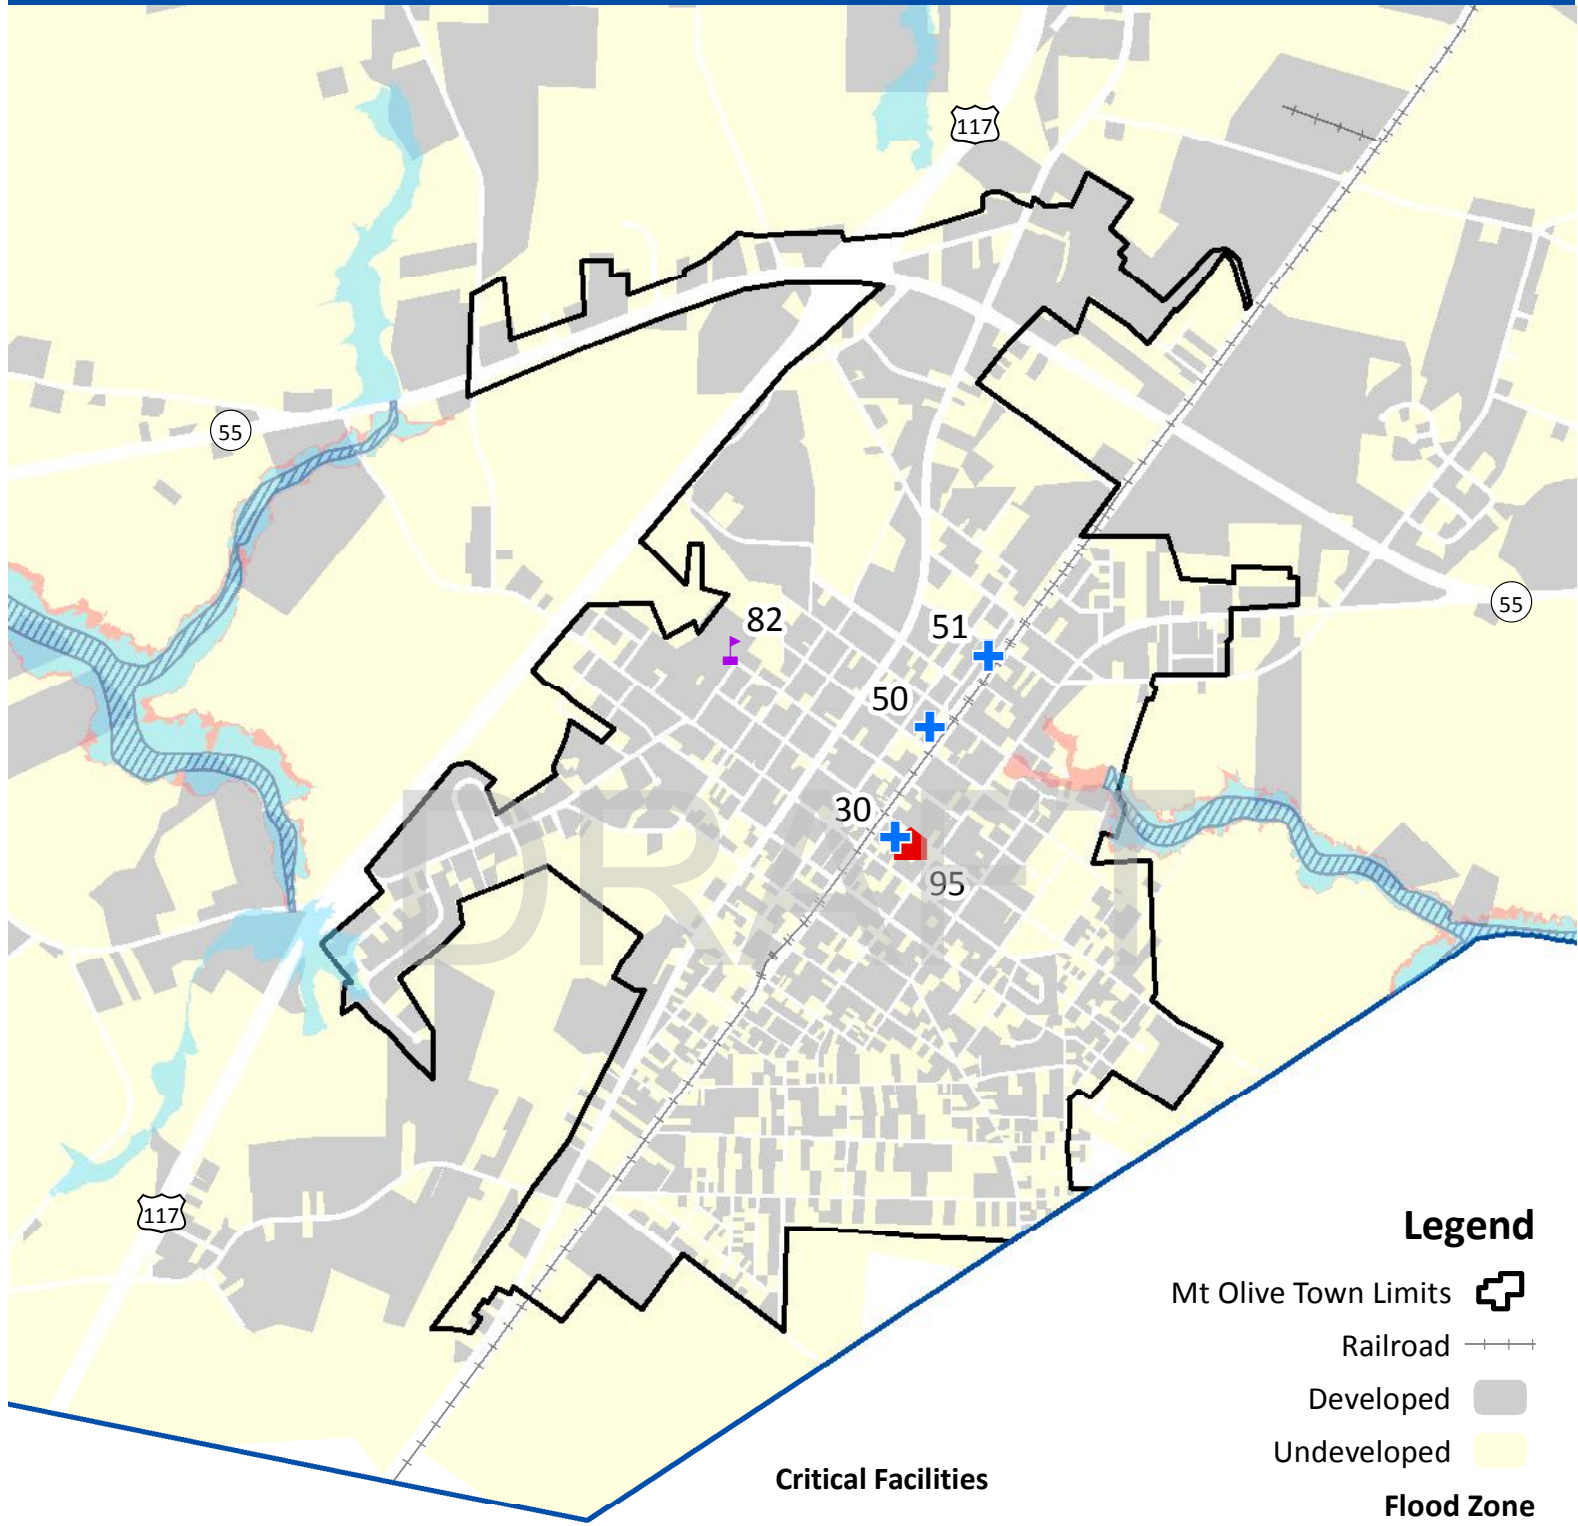 117
55
82
51
55
50
30
95
DRAFT
117
Legend
Mt Olive Town Limits
Railroad
Developed
Undeveloped
Critical Facilities
Flood Zone